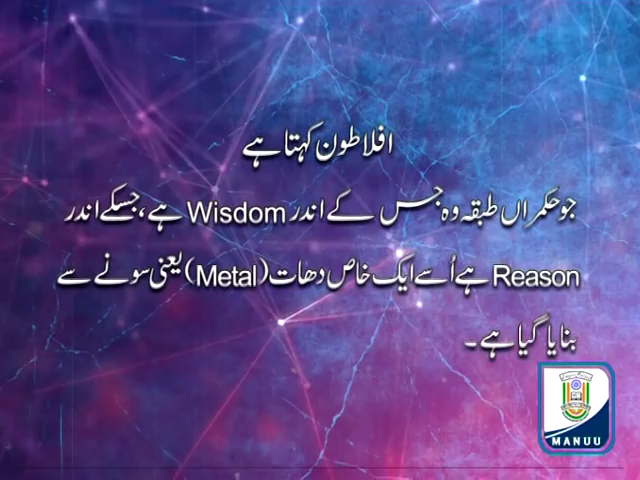 افلاطون کہتا ہے
جو حکمراں طبقہ وہ جس کے اندر Wisdom ہے، جسکے اندر
Reason ہے اُسے ایک خاص دھات (Metal) یعنی سونے سے
بنایا گیا ہے۔
MANUU